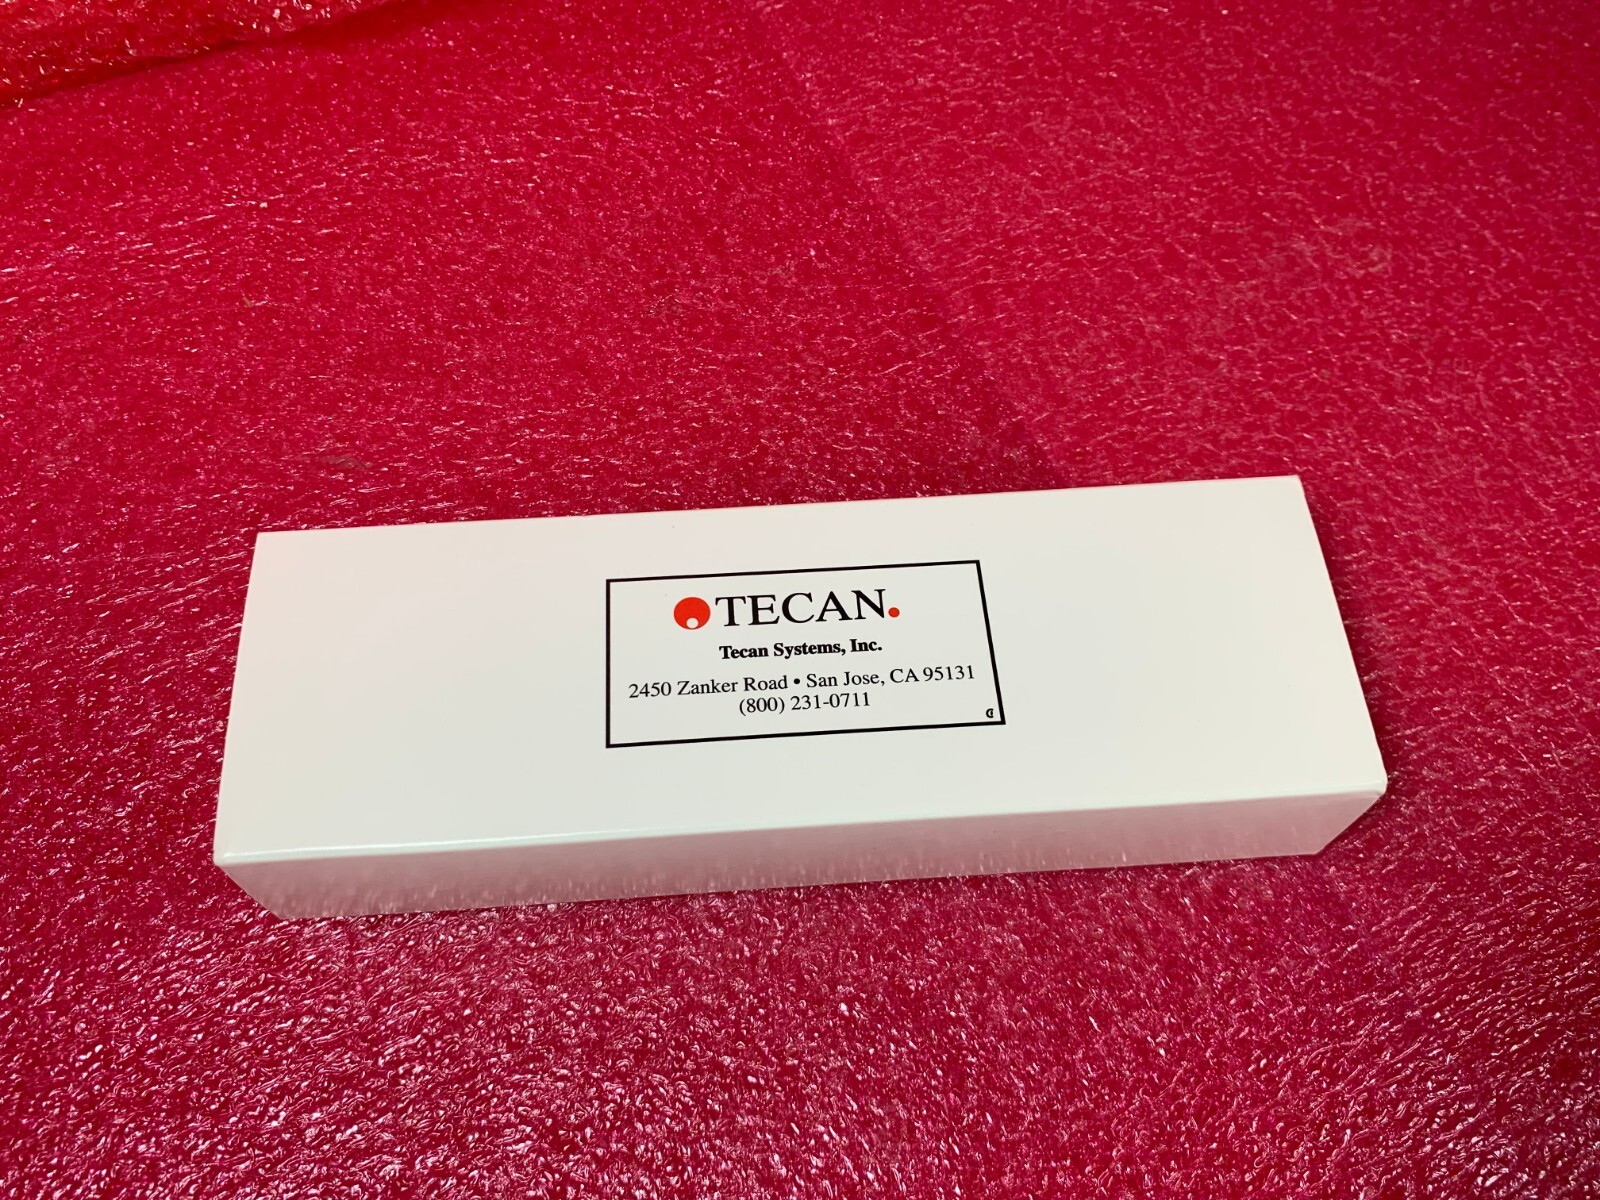 TECAN.
Tecan Systems, Inc.
2450 Zanker Road • San Jose, CA 95131
(800) 231-0711